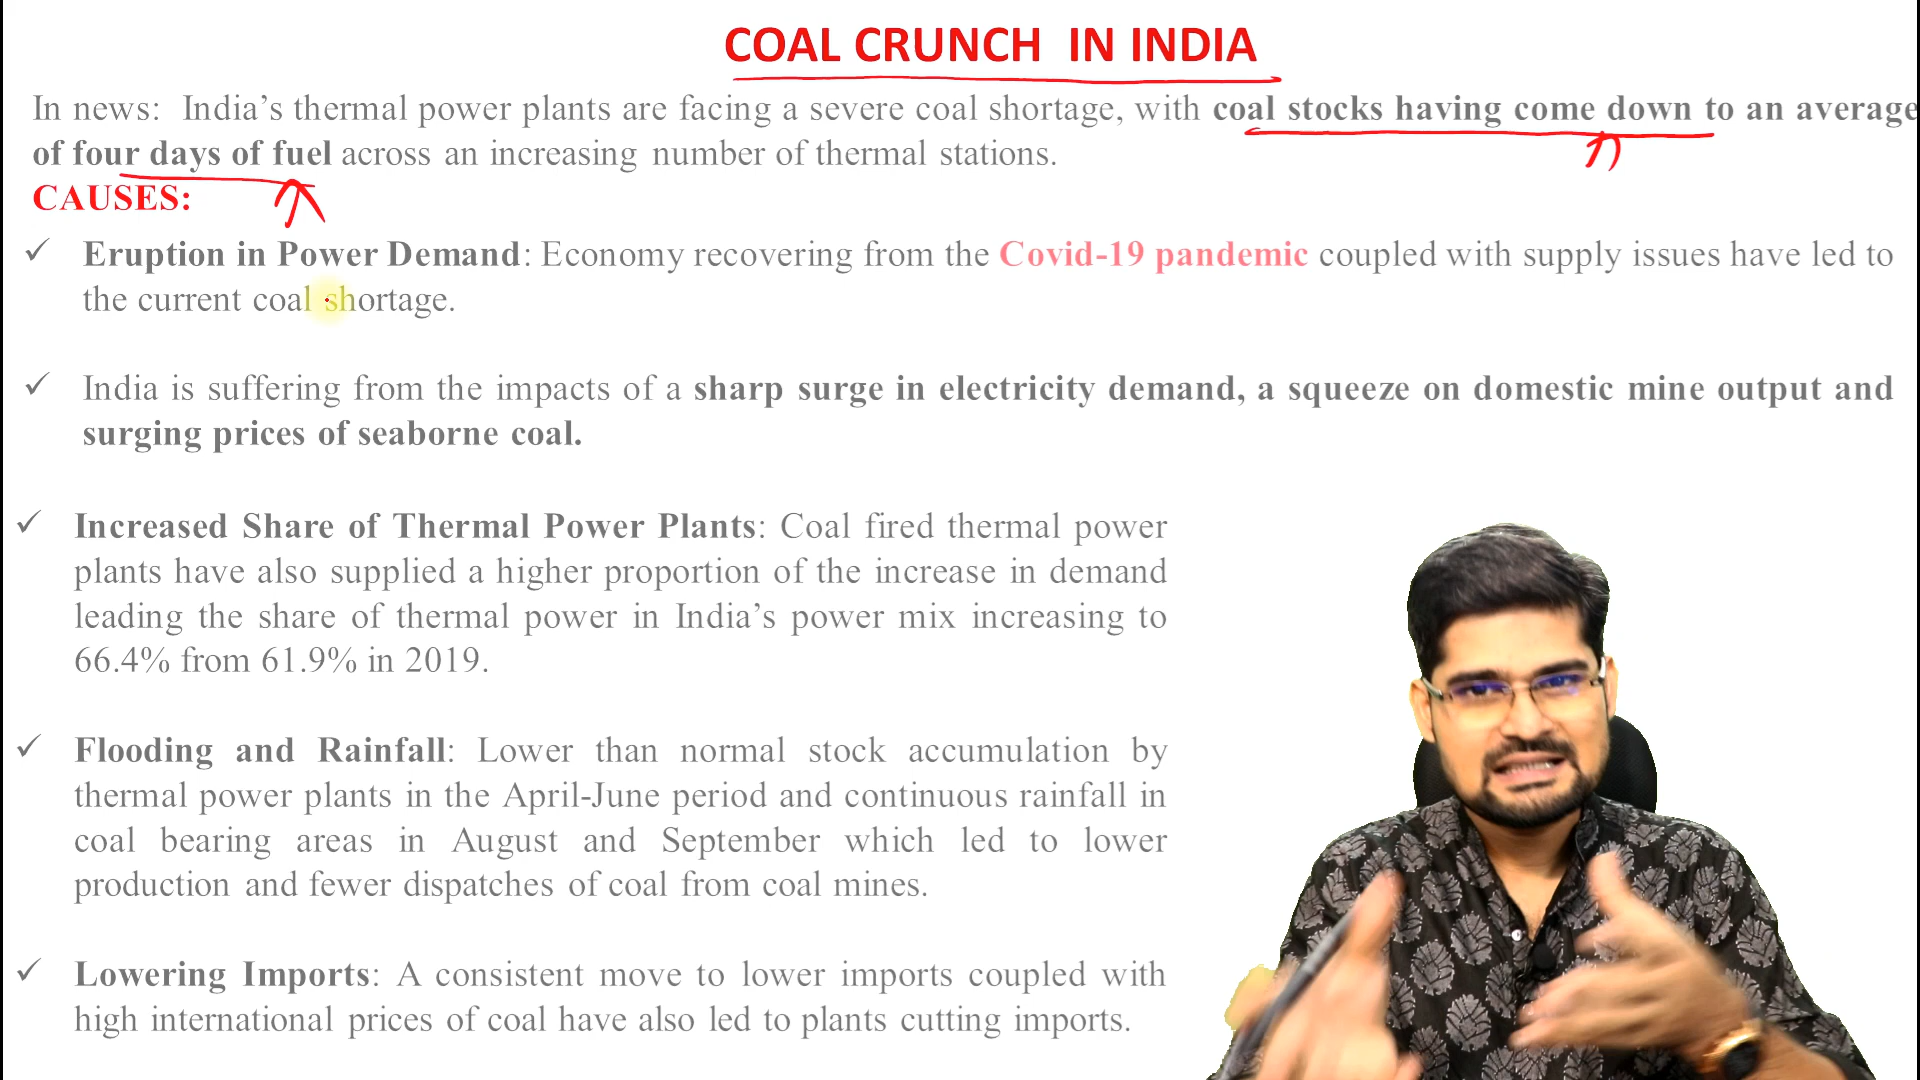 COAL CRUNCH IN INDIA
In news: India’s thermal power plants are facing a severe coal shortage, with coal stocks having come down to an average
of four days of fuel across an increasing number of thermal stations.
CAUSES:
✓ Eruption in Power Demand: Economy recovering from the Covid-19 pandemic coupled with supply issues have led to
the current coal shortage.
✓ India is suffering from the impacts of a sharp surge in electricity demand, a squeeze on domestic mine output and
surging prices of seaborne coal.
✓ Increased Share of Thermal Power Plants: Coal fired thermal power
plants have also supplied a higher proportion of the increase in demand
leading the share of thermal power in India’s power mix increasing to
66.4% from 61.9% in 2019.
✓ Flooding and Rainfall: Lower than normal stock accumulation by
thermal power plants in the April-June period and continuous rainfall in
coal bearing areas in August and September which led to lower
production and fewer dispatches of coal from coal mines.
✓ Lowering Imports: A consistent move to lower imports coupled with
high international prices of coal have also led to plants cutting imports.